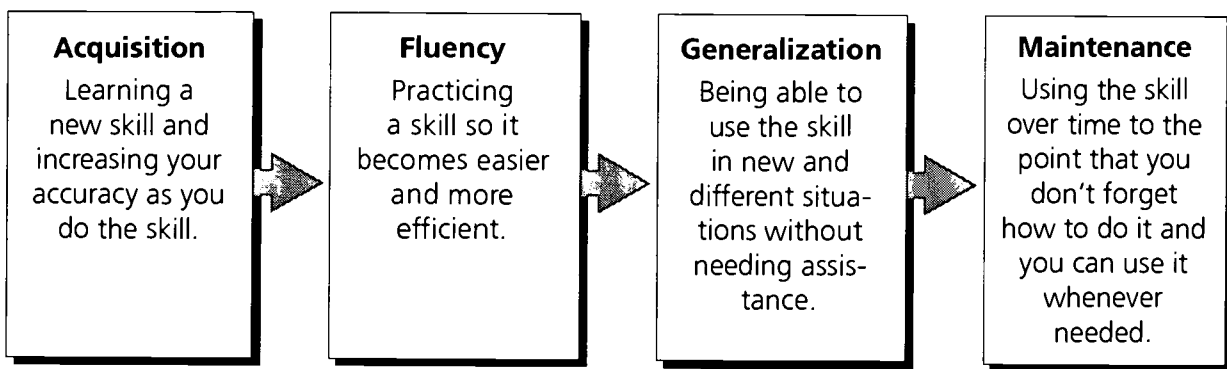 Acquisition
Learning a
new skill and
increasing your
accuracy as you
do the skill.
Fluency
Practicing
a skill so it
becomes easier
and more
efficient.
Generalization
Being able to
use the skill
in new and
different situa-
tions without
needing assis-
tance.
Maintenance
Using the skill
over time to the
point that you
don't forget
how to do it and
you can use it
whenever
needed.